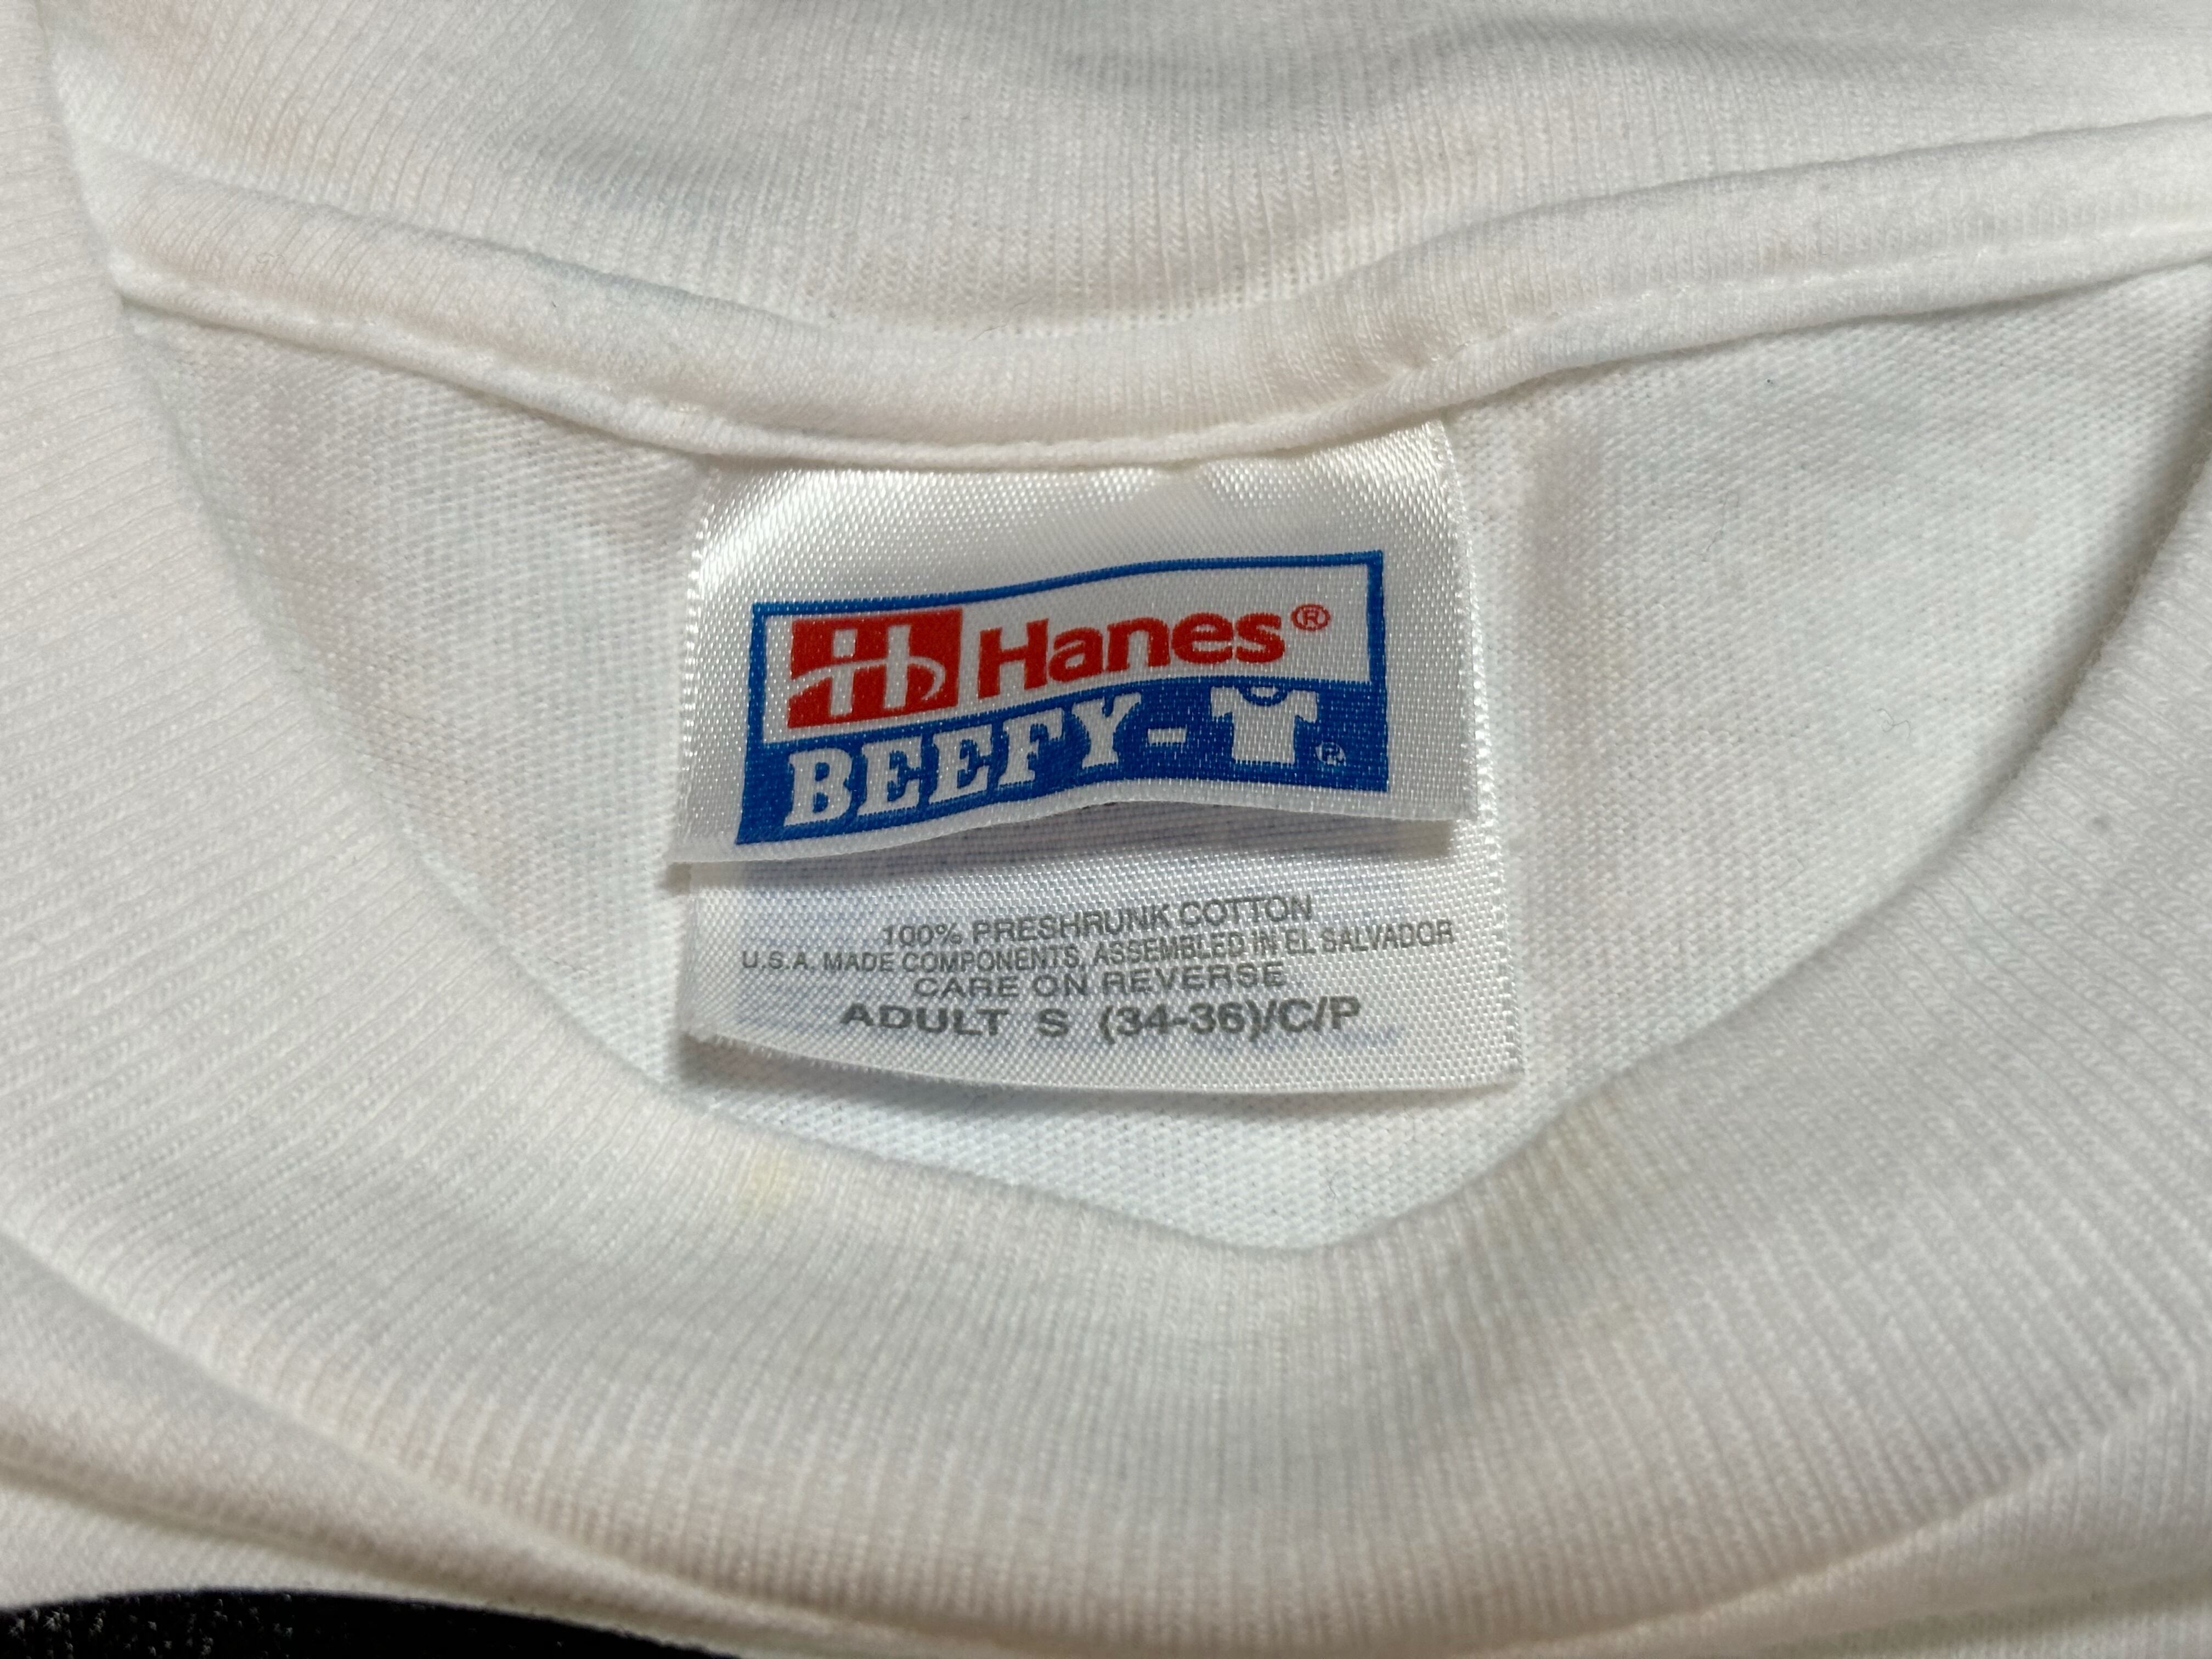 Hanes®
BEEFY-T®
100% PRESHRUNK COTTON
U.S.A. MADE COMPONENTS, ASSEMBLED IN EL SALVADOR
CARE ON REVERSE
ADULT S (34-36)/C/P